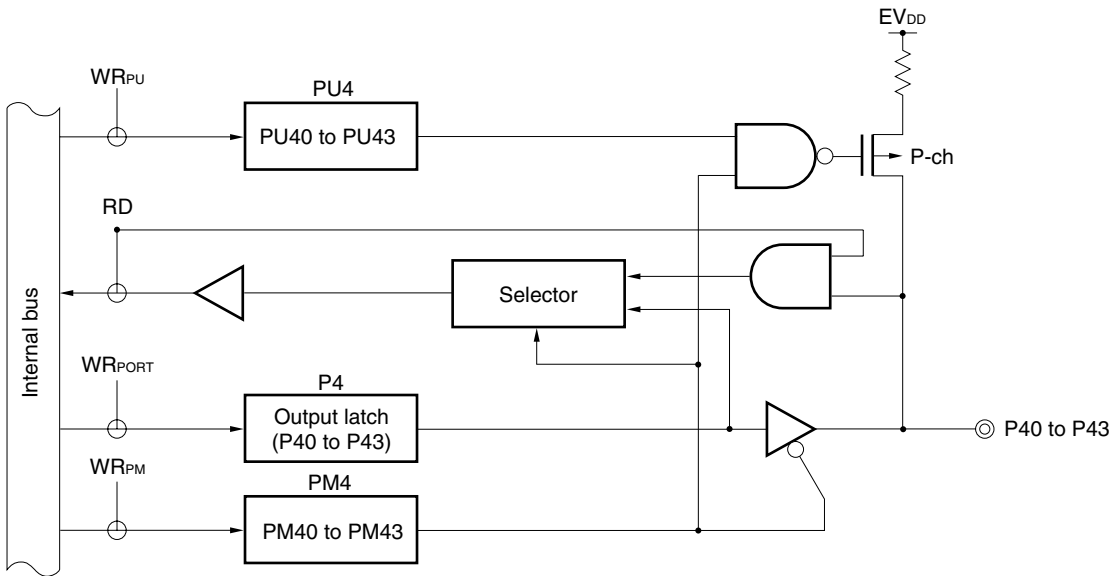 EVDD
WRPU
PU4
PU40 to PU43
P-ch
RD
Selector
Internal bus
WRPORT
P4
Output latch
(P40 to P43)
P40 to P43
WRPM
PM4
PM40 to PM43